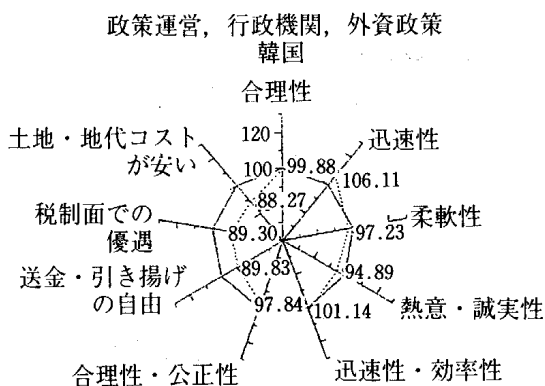 政策運営，行政機関，外資政策
韓国
合理性
120
100
99.88
迅速性
106.11
柔軟性
97.23
94.89
熱意・誠実性
101.14
迅速性・効率性
97.84
合理性・公正性
89.83
送金・引き揚げ
の自由
89.30
税制面での
優遇
88.27
土地・地代コスト
が安い